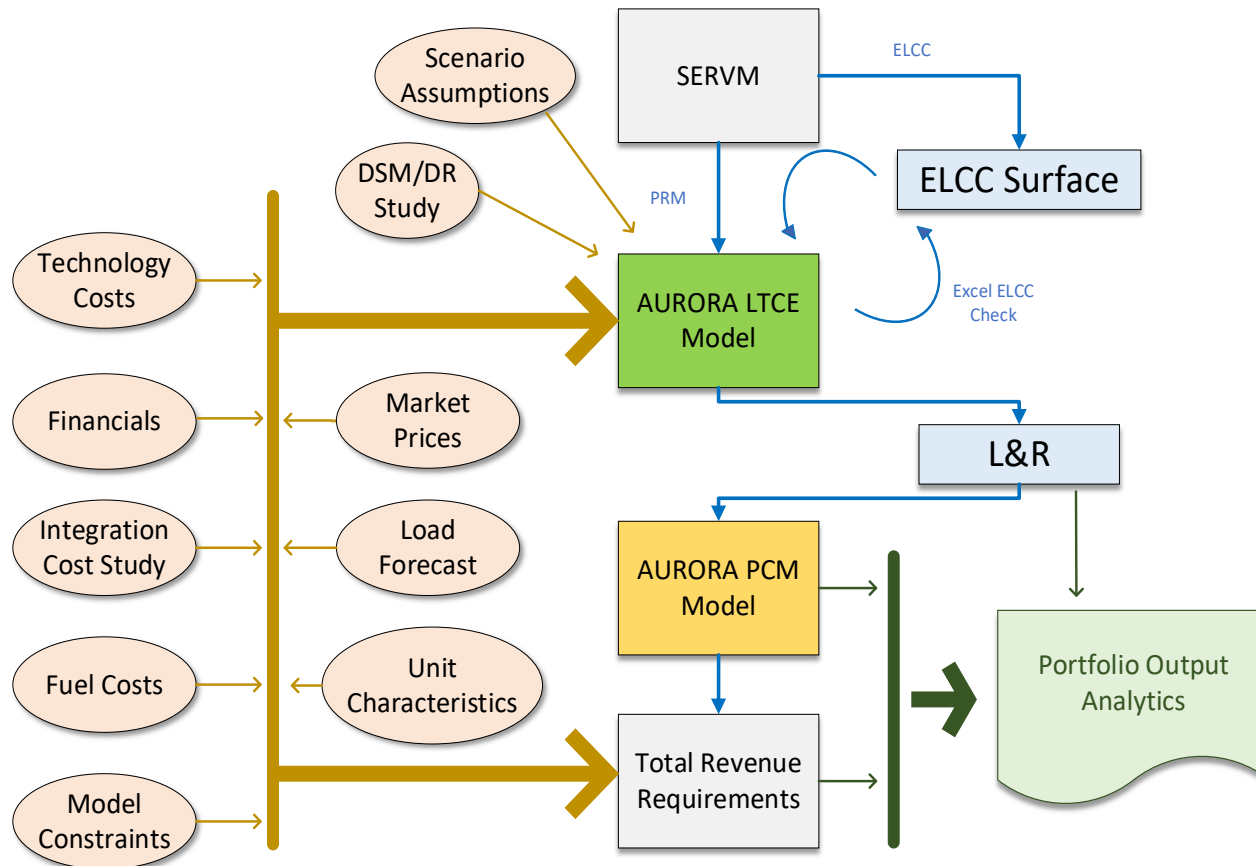 Scenario
Assumptions
SERVM
ELCC
DSM/DR
Study
PRM
ELCC Surface
Technology
Costs
AURORA LTCE
Model
Excel ELCC
Check
Financials
Market
Prices
L&R
Integration
Cost Study
Load
Forecast
AURORA PCM
Model
Fuel Costs
Unit
Characteristics
Portfolio Output
Analytics
Total Revenue
Requirements
Model
Constraints